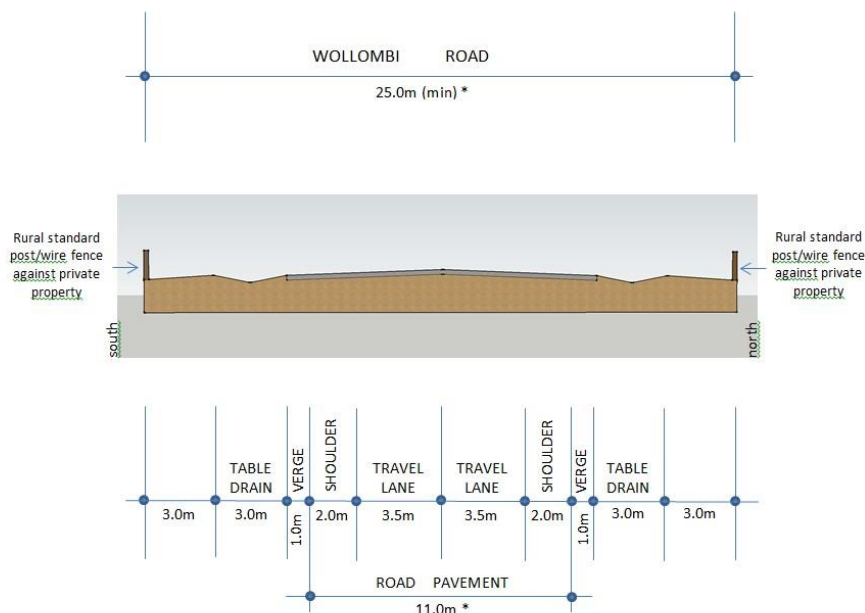 WOLLOMBI ROAD
25.0m (min) *
Rural standard
post/wire fence
against private
property
Rural standard
post/wire fence
against private
property
south
north
TABLE
DRAIN
VERGE
SHOULDER
TRAVEL
LANE
TRAVEL
LANE
SHOULDER
VERGE
TABLE
DRAIN
3.0m
3.0m
1.0m
2.0m
3.5m
3.5m
2.0m
1.0m
3.0m
3.0m
ROAD PAVEMENT
11.0m *